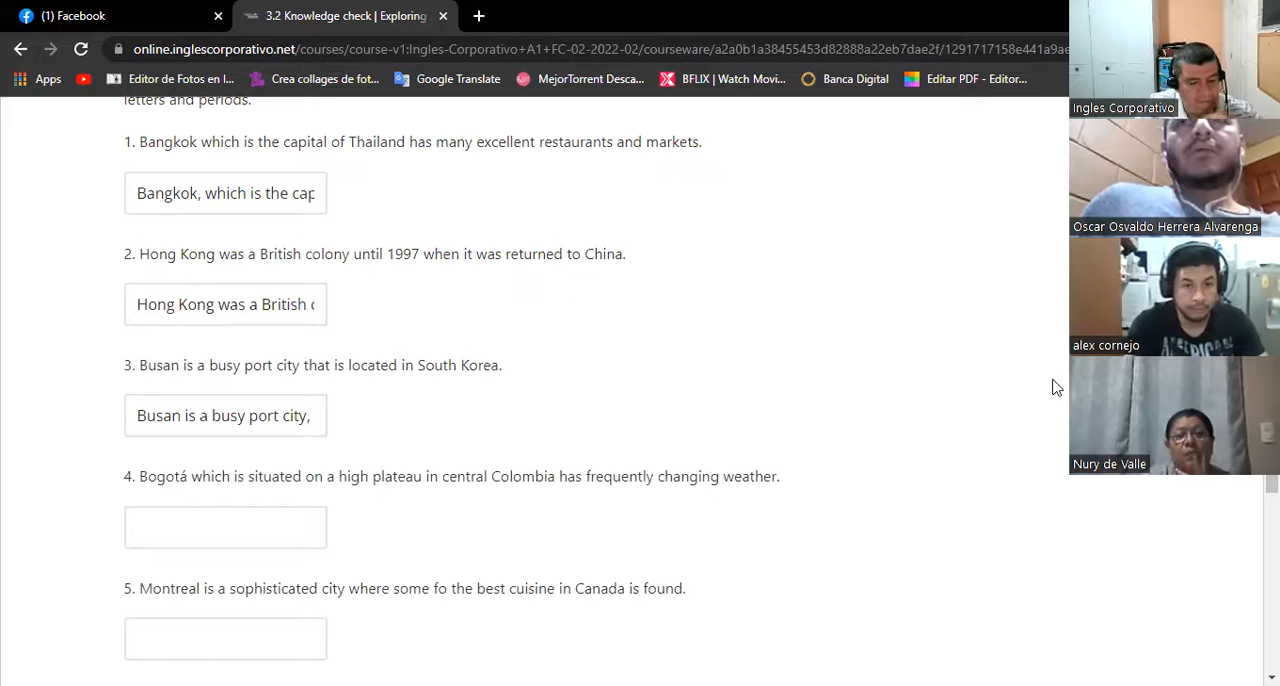 (1) Facebook
3.2 Knowledge check | Exploring
online.inglescorporativo.net/courses/course-v1:Ingles-Corporativo+A1+FC-02-2022-02/courseware/a2a0b1a38455453d82888a22eb7dae2f/1291717158e441a9ae
Apps
Editor de Fotos en l...
Crea collages de fot...
Google Translate
MejorTorrent Desca...
BFLIX | Watch Movi...
Banca Digital
Editar PDF - Editor...
letters and periods.
1. Bangkok which is the capital of Thailand has many excellent restaurants and markets.
Bangkok, which is the cap
2. Hong Kong was a British colony until 1997 when it was returned to China.
Hong Kong was a British c
3. Busan is a busy port city that is located in South Korea.
Busan is a busy port city,
4. Bogotá which is situated on a high plateau in central Colombia has frequently changing weather.
5. Montreal is a sophisticated city where some fo the best cuisine in Canada is found.
Ingles Corporativo
Oscar Osvaldo Herrera Alvarenga
alex cornejo
Nury de Valle